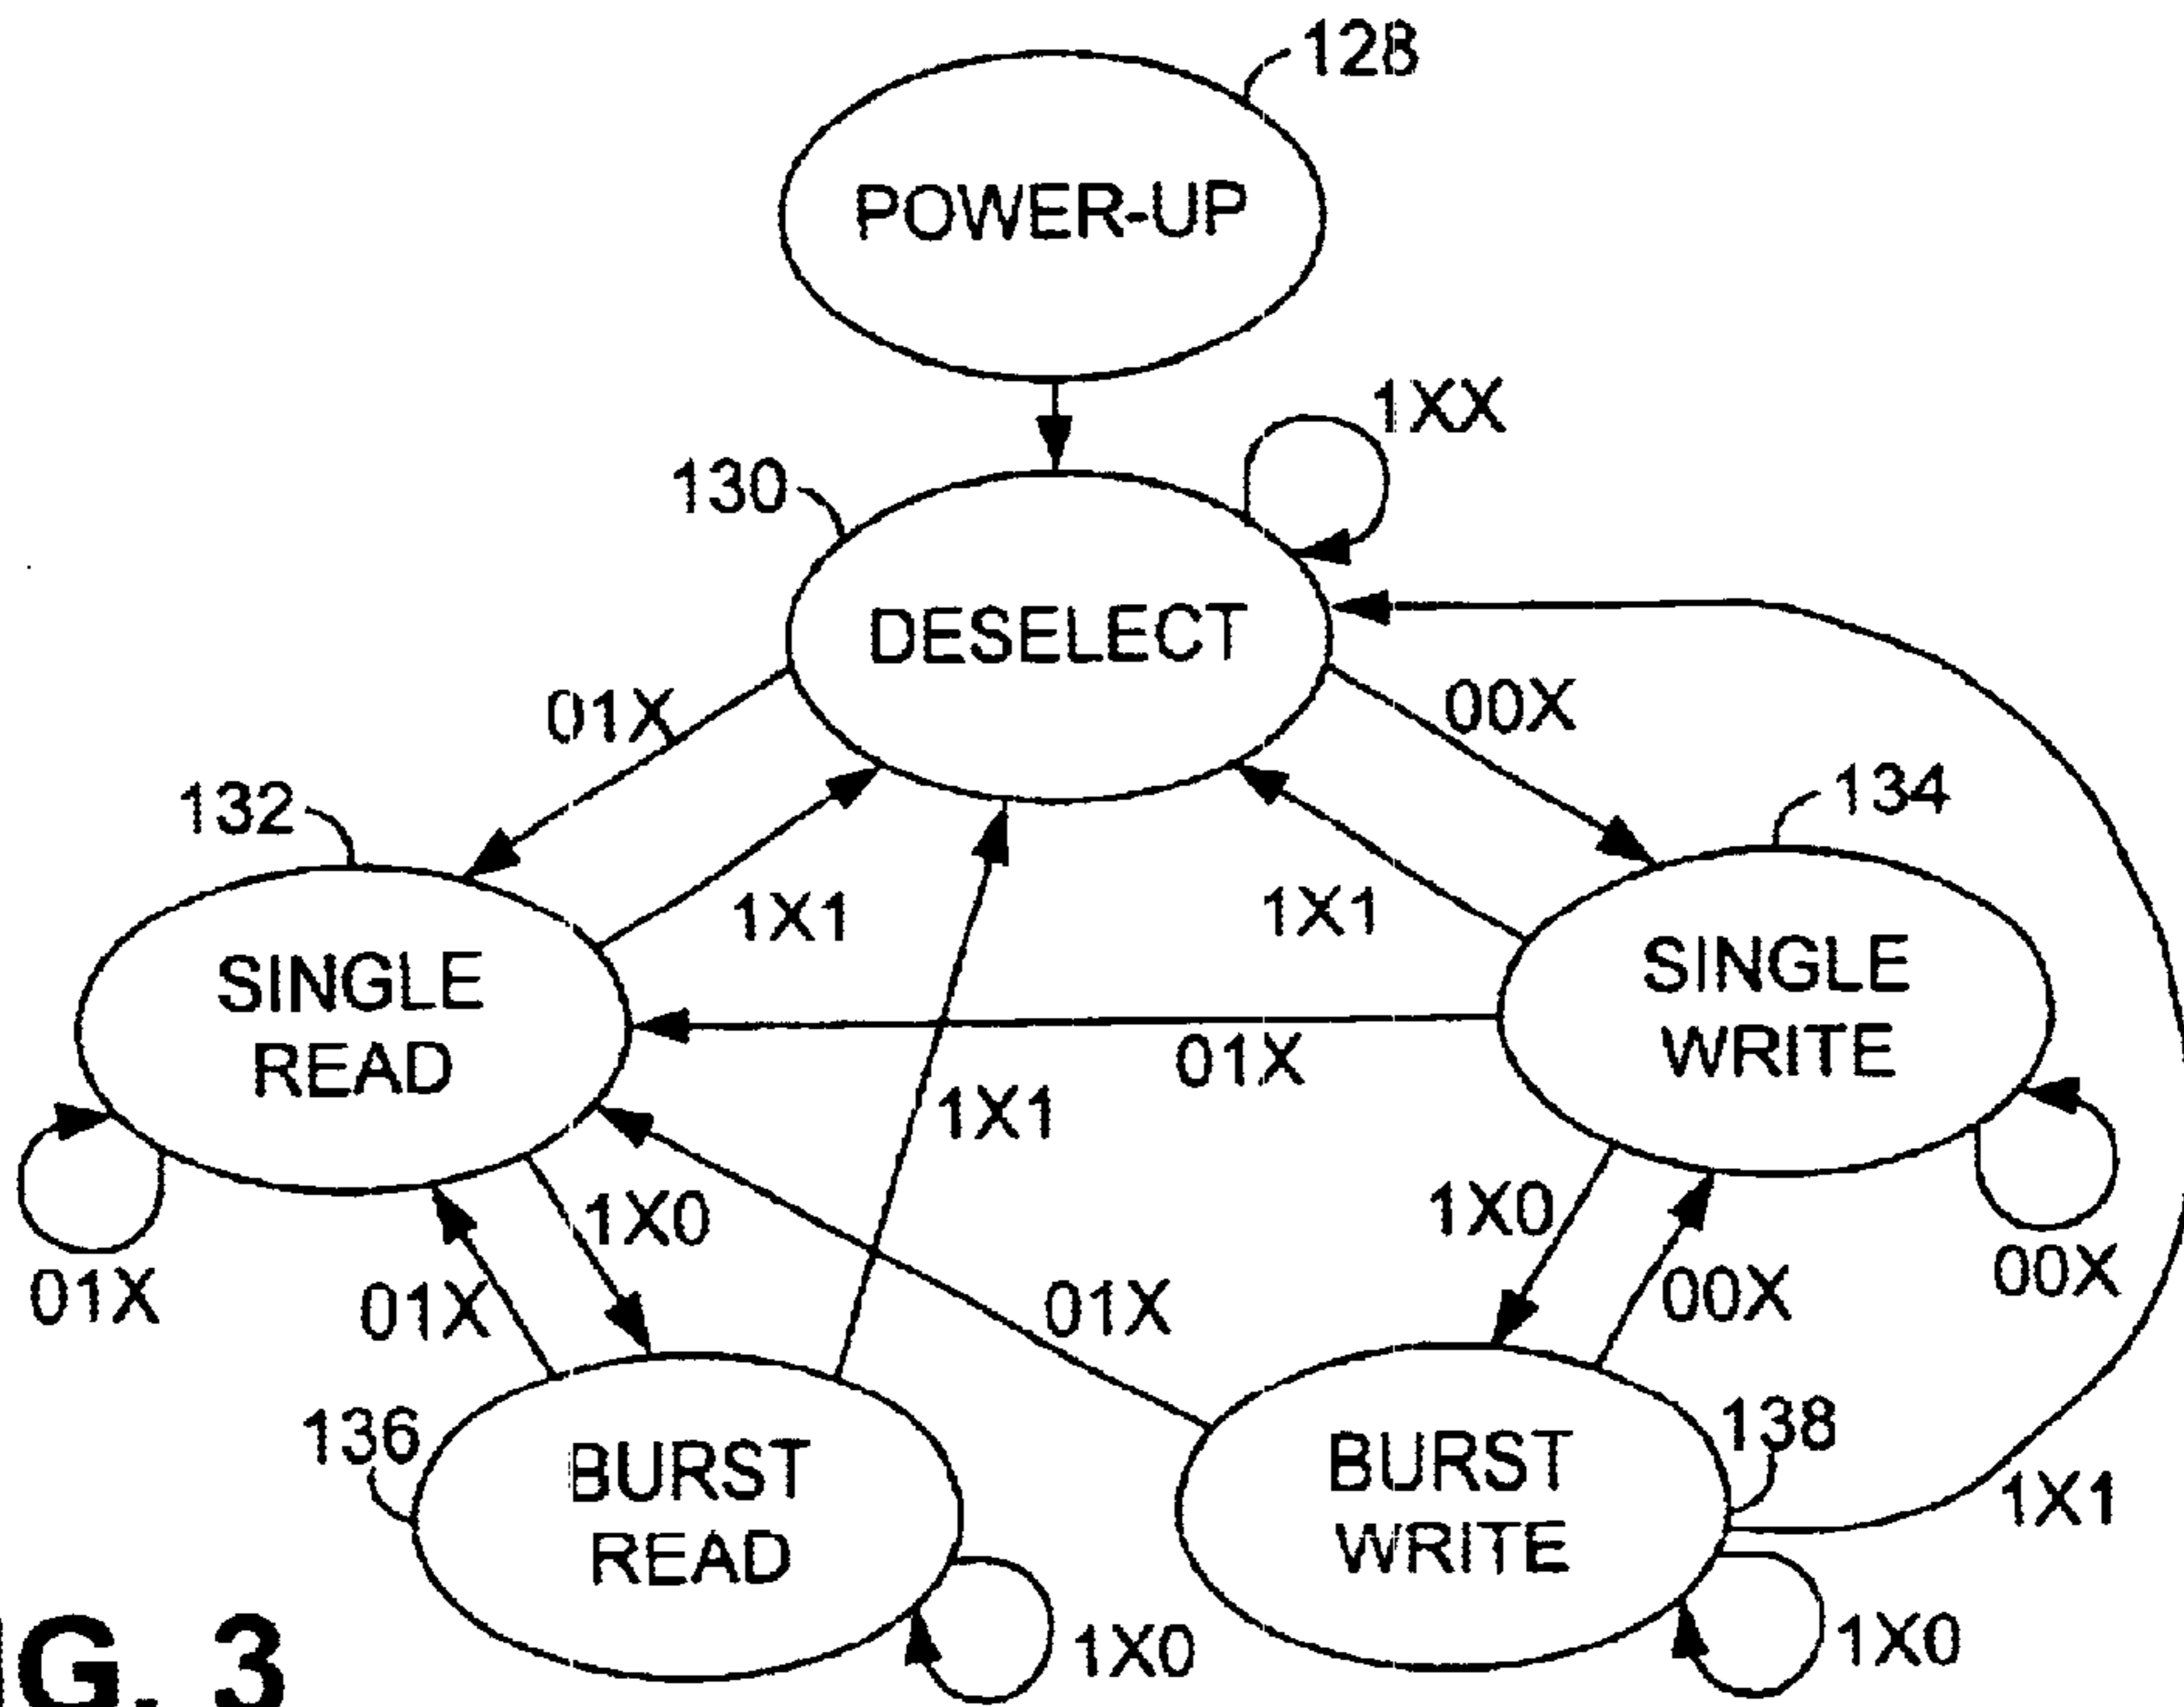 128
POWER-UP
1XX
130
DESELECT
01X
00X
132
134
1X1
1X1
SINGLE
READ
SINGLE
WRITE
01X
1X1
1X0
1X0
01X
01X
01X
00X
00X
136
138
BURST
READ
BURST
WRITE
1X1
1X0
1X0
G. 3